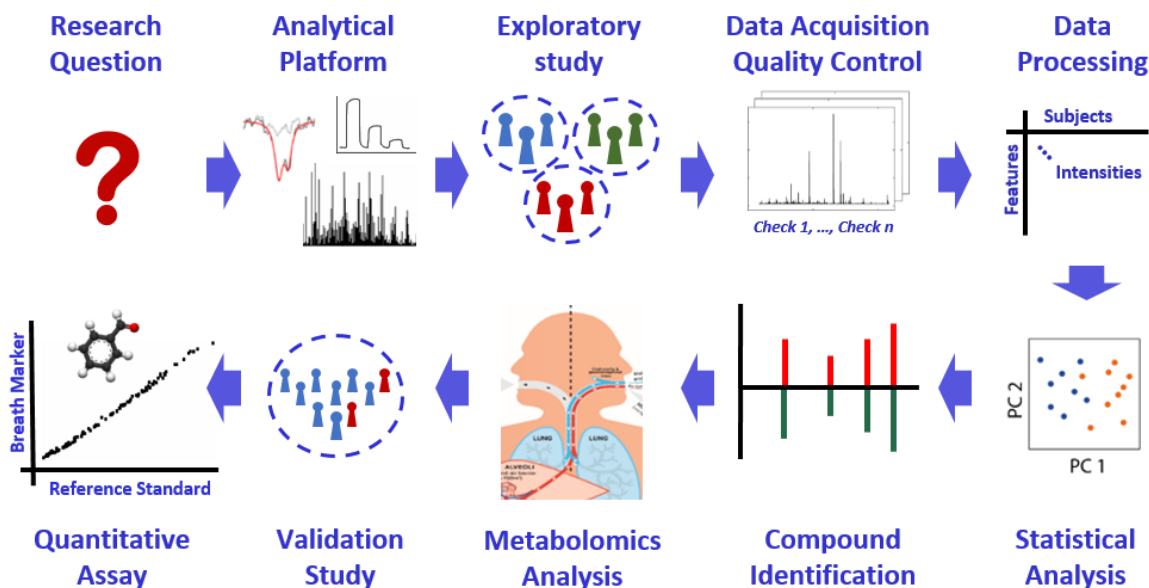 Research
Question
Analytical
Platform
Exploratory
study
Data Acquisition
Quality Control
Data
Processing
Subjects
Features
Intensities
Check 1, ..., Check n
Breath Marker
Reference Standard
LUNG
LUNG
ALVEOLI
PC 2
PC 1
Quantitative
Assay
Validation
Study
Metabolomics
Analysis
Compound
Identification
Statistical
Analysis